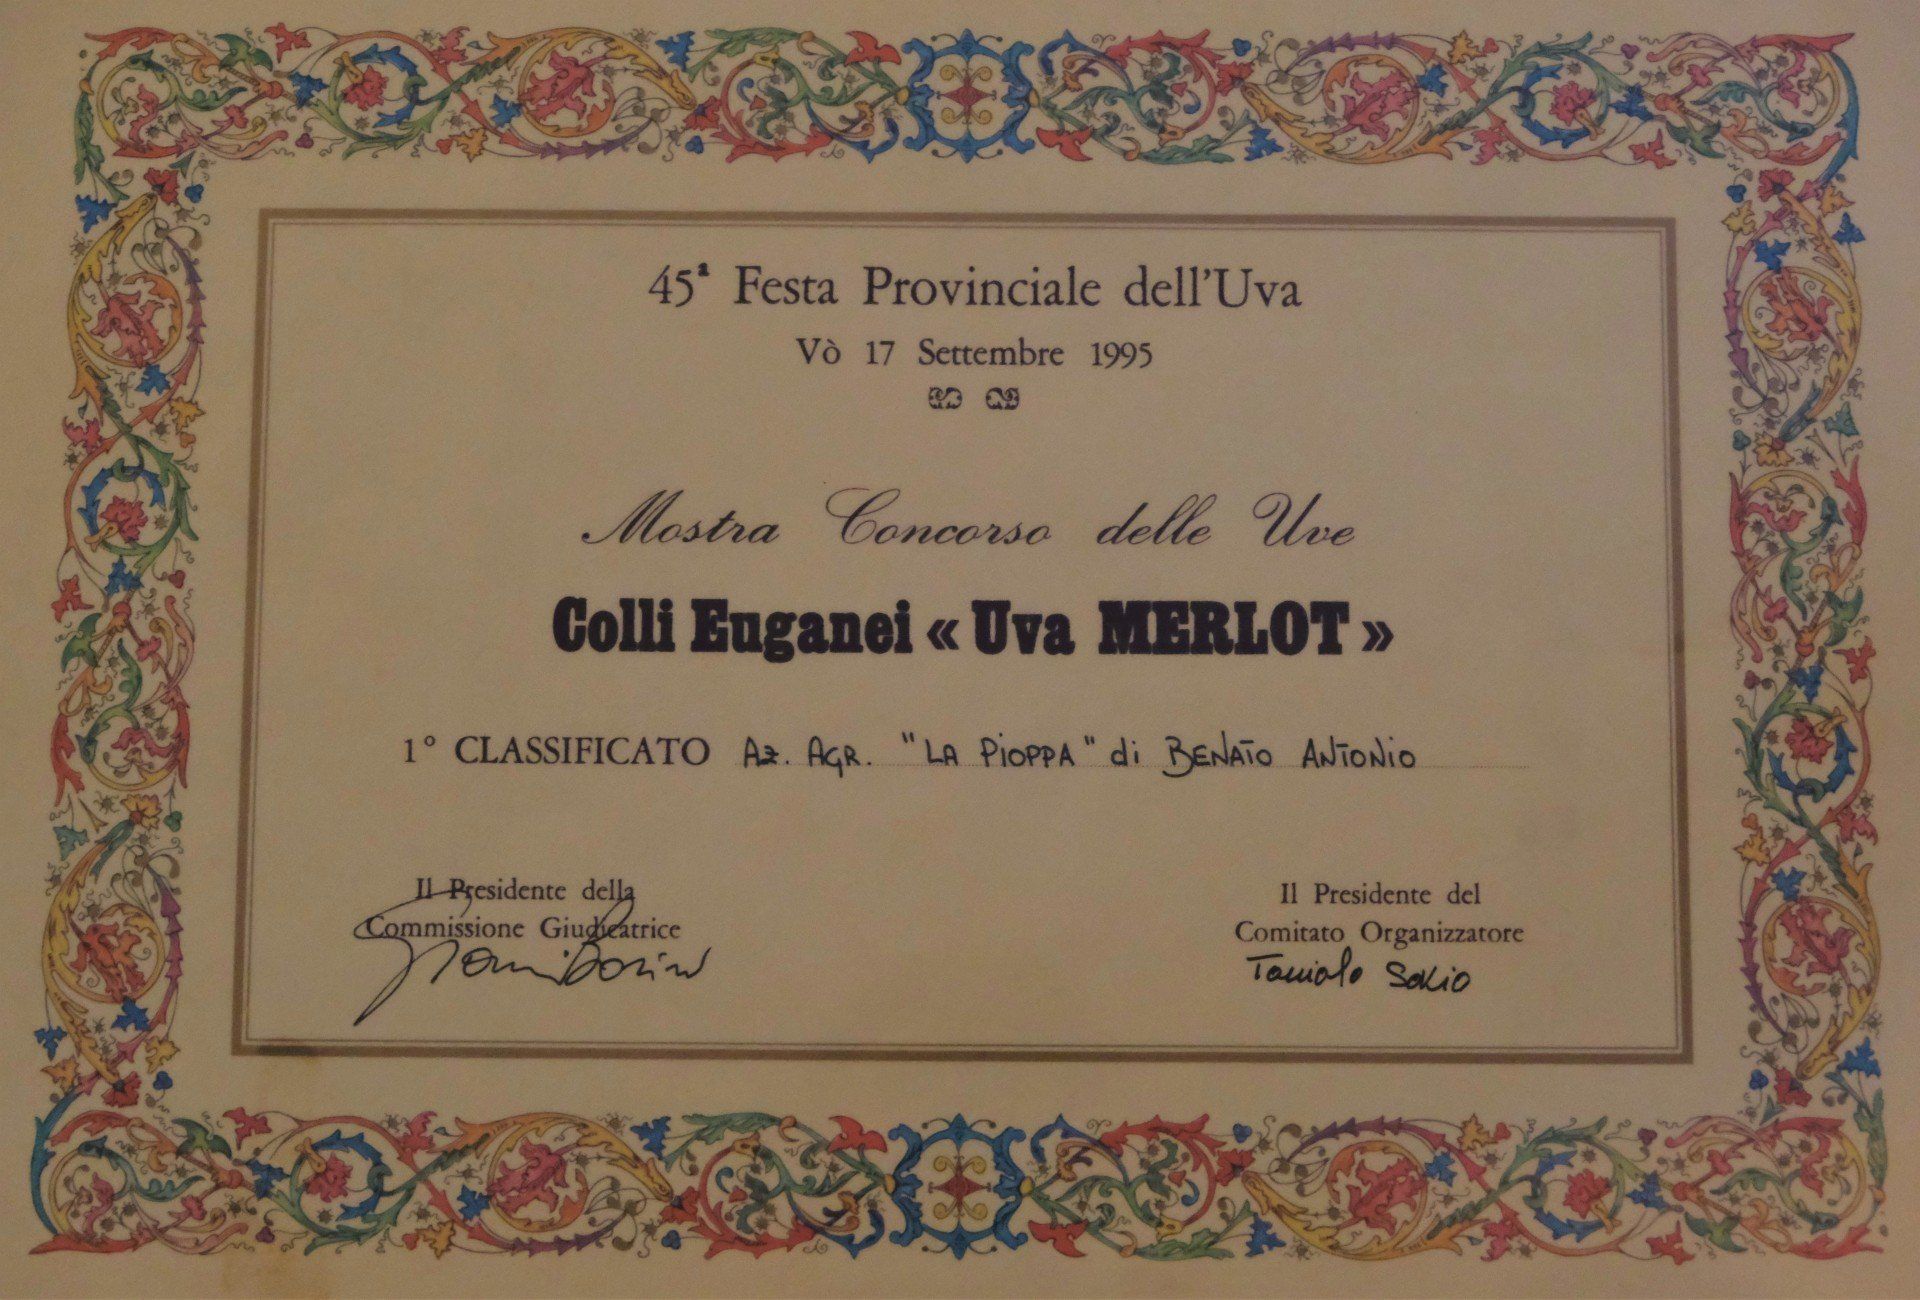 45ª Festa Provinciale dell'Uva
Vò 17 Settembre 1995
Mostra Concorso delle Uve
Colli Euganei « Uva MERLOT »
1° CLASSIFICATO Az. AGR. "LA PIOPPA" di BENATO ANTONIO
Il Presidente della
Commissione Giudicatrice
Il Presidente del
Comitato Organizzatore